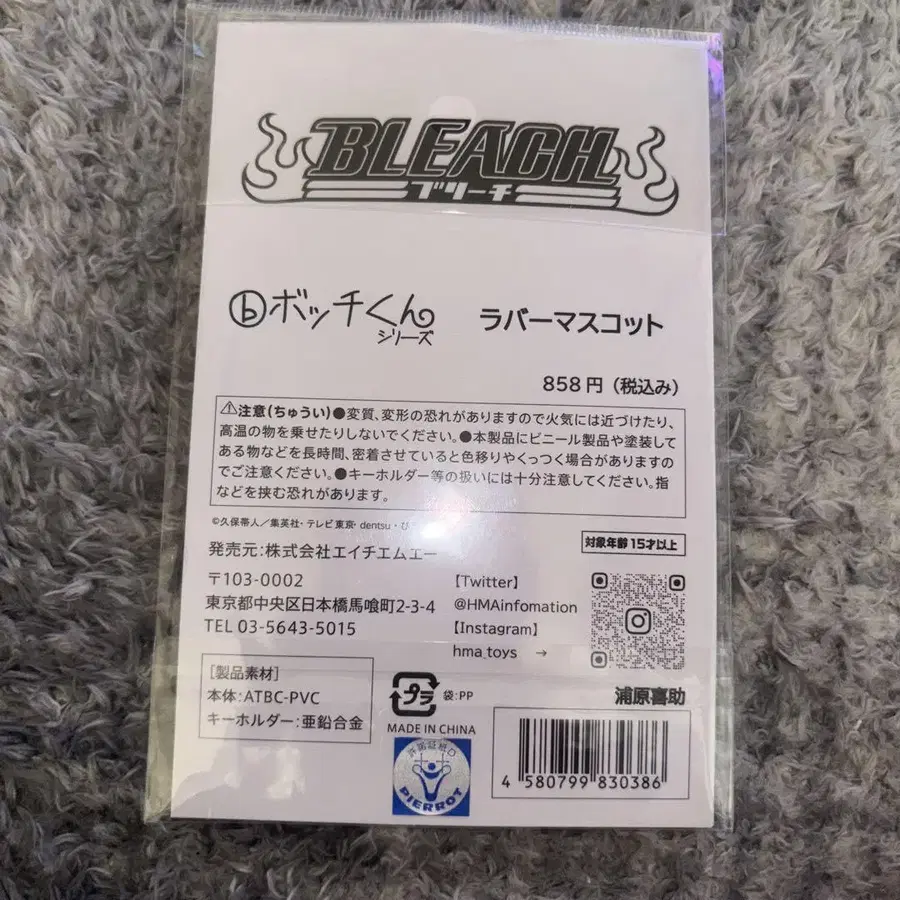 BLEACH
ブリーチ
ⓑボッチくん
シリーズ
ラバーマスコット
858円（税込み）
⚠注意(ちゅうい)●変質、変形の恐れがありますので火気には近づけたり、
高温の物を乗せたりしないでください。●本製品にビニール製品や塗装して
ある物などを長時間、密着させていると色移りやくっつく場合がありますの
でご注意ください。●キーホルダー等の扱いには十分注意してください。指
などを挟む恐れがあります。
©久保帯人／集英社・テレビ東京・dentsu・ぴ
対象年齢15才以上
発売元:株式会社エイチエムエー
〒103-0002
東京都中央区日本橋馬喰町2-3-4
TEL 03-5643-5015
【Twitter】
@HMAinfomation
【Instagram】
hma_toys →
［製品素材］
本体:ATBC-PVC
キーホルダー:亜鉛合金
プラ
袋:PP
MADE IN CHINA
許諾証紙D
PIERROT
浦原喜助
4 580799 830386